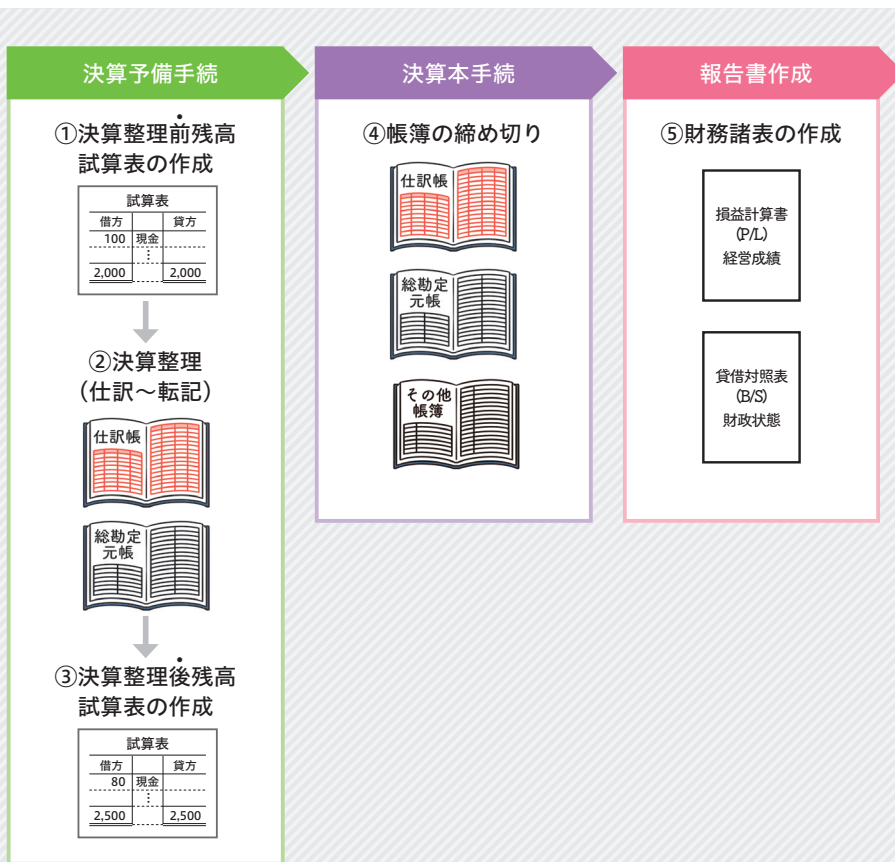 決算予備手続
①決算整理前残高
試算表の作成
試算表
借方 貸方
100 現金
⋮
2,000 2,000
②決算整理
（仕訳～転記）
仕訳帳
総勘定
元帳
③決算整理後残高
試算表の作成
試算表
借方 貸方
80 現金
⋮
2,500 2,500
決算本手続
④帳簿の締め切り
仕訳帳
総勘定
元帳
その他
帳簿
報告書作成
⑤財務諸表の作成
損益計算書
(P/L)
経営成績
貸借対照表
(B/S)
財政状態